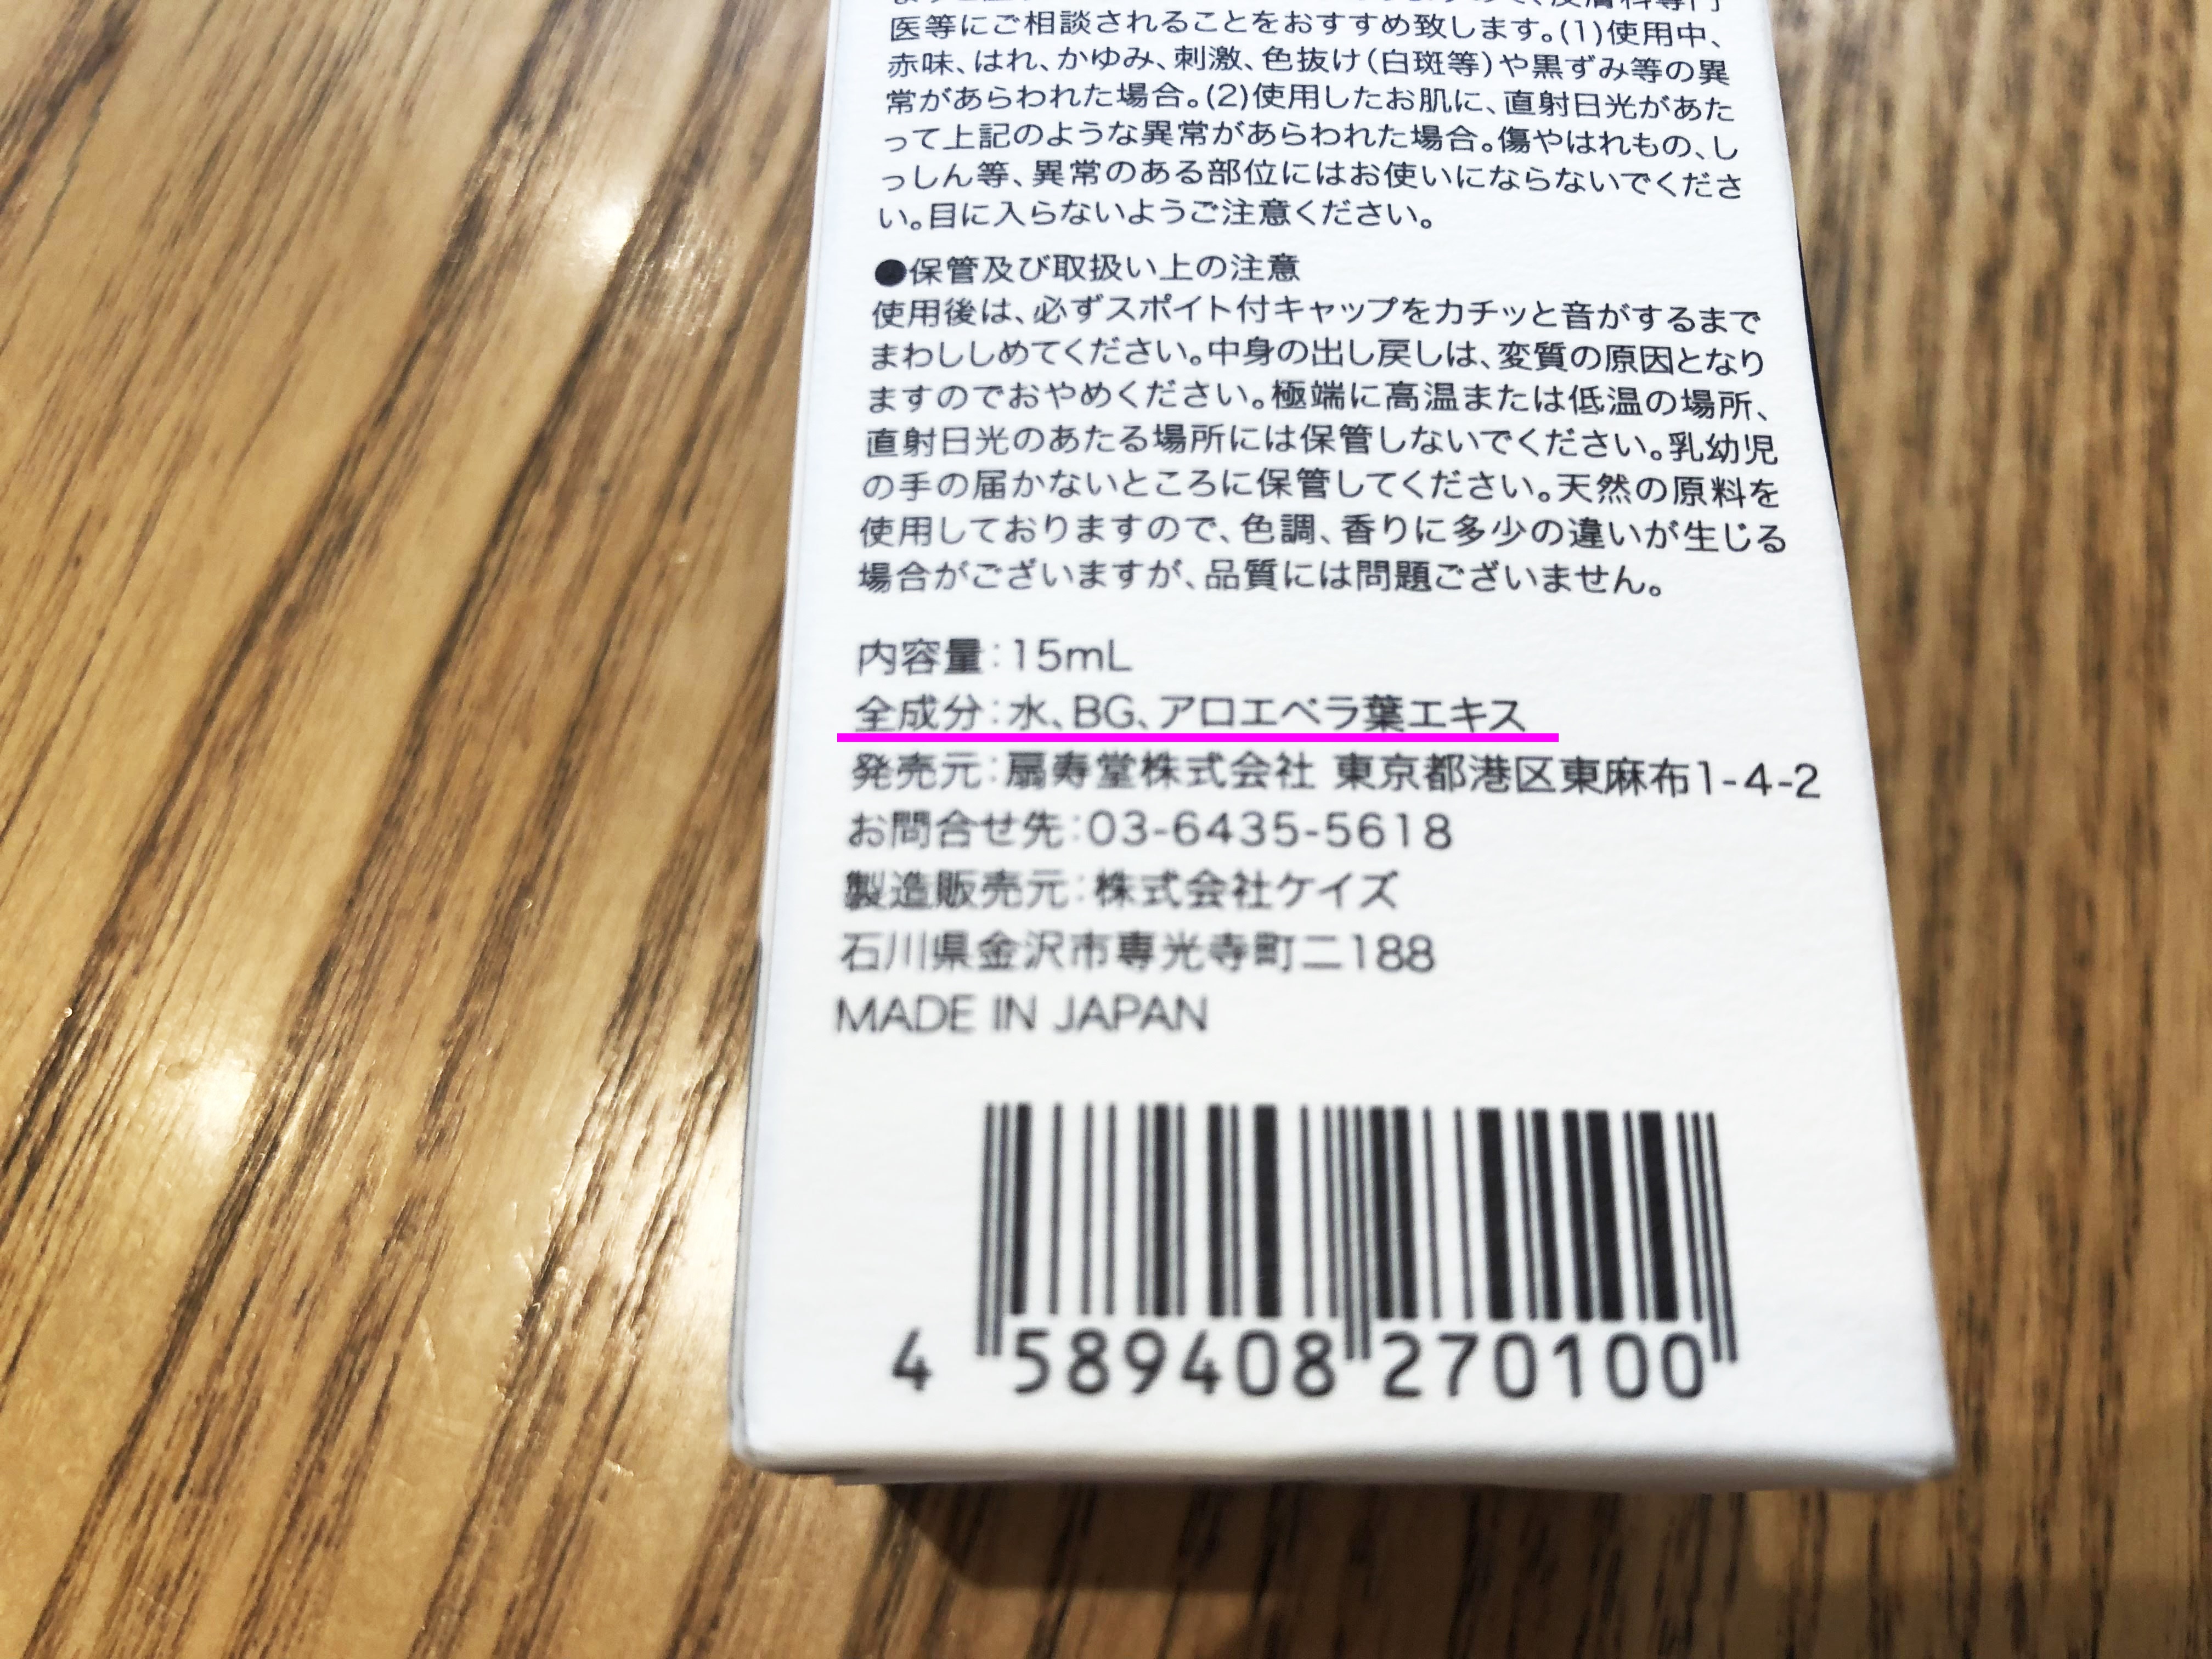 医等にご相談されることをおすすめ致します。(1)使用中、
赤味、はれ、かゆみ、刺激、色抜け(白斑等)や黒ずみ等の異
常があらわれた場合。(2)使用したお肌に、直射日光があた
って上記のような異常があらわれた場合。傷やはれもの、し
っしん等、異常のある部位にはお使いにならないでくださ
い。目に入らないようご注意ください。
●保管及び取扱い上の注意
使用後は、必ずスポイト付キャップをカチッと音がするまで
まわししめてください。中身の出し戻しは、変質の原因となり
ますのでおやめください。極端に高温または低温の場所、
直射日光のあたる場所には保管しないでください。乳幼児
の手の届かないところに保管してください。天然の原料を
使用しておりますので、色調、香りに多少の違いが生じる
場合がございますが、品質には問題ございません。
内容量:15mL
全成分:水、BG、アロエベラ葉エキス
発売元:扇寿堂株式会社 東京都港区東麻布1-4-2
お問合せ先:03-6435-5618
製造販売元:株式会社ケイズ
石川県金沢市専光寺町ニ188
MADE IN JAPAN
4 589408 270100